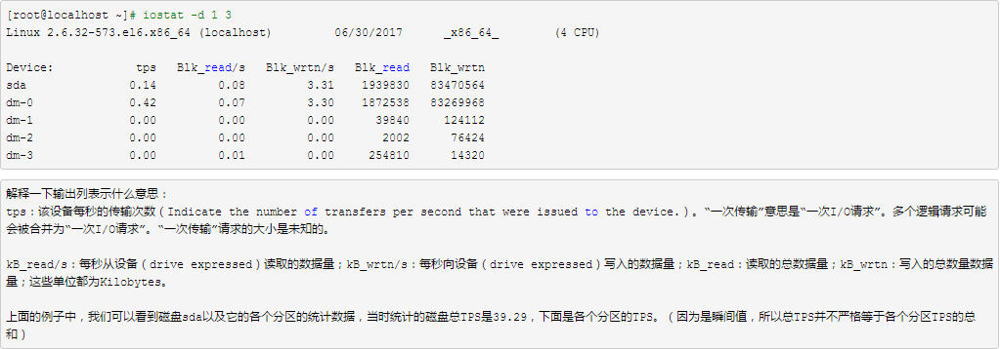 [root@localhost ~]# iostat -d 1 3
Linux 2.6.32-573.el6.x86_64 (localhost) 06/30/2017 _x86_64_ (4 CPU)
Device: tps Blk_read/s Blk_wrtn/s Blk_read Blk_wrtn
sda 0.14 0.08 3.31 1939830 83470564
dm-0 0.42 0.07 3.30 1872538 83269968
dm-1 0.00 0.00 0.00 39840 124112
dm-2 0.00 0.00 0.00 2002 76424
dm-3 0.00 0.01 0.00 254810 14320
解释一下输出列表示什么意思：
tps：该设备每秒的传输次数（Indicate the number of transfers per second that were issued to the device.）。“一次传输”意思是“一次I/O请求”。多个逻辑请求可能
会被合并为“一次I/O请求”。“一次传输”请求的大小是未知的。
kB_read/s：每秒从设备（drive expressed）读取的数据量；kB_wrtn/s：每秒向设备（drive expressed）写入的数据量；kB_read：读取的总数据量；kB_wrtn：写入的总数量数据
量；这些单位都为Kilobytes。
上面的例子中，我们可以看到磁盘sda以及它的各个分区的统计数据，当时统计的磁盘总TPS是39.29，下面是各个分区的TPS。（因为是瞬间值，所以总TPS并不严格等于各个分区TPS的总
和）